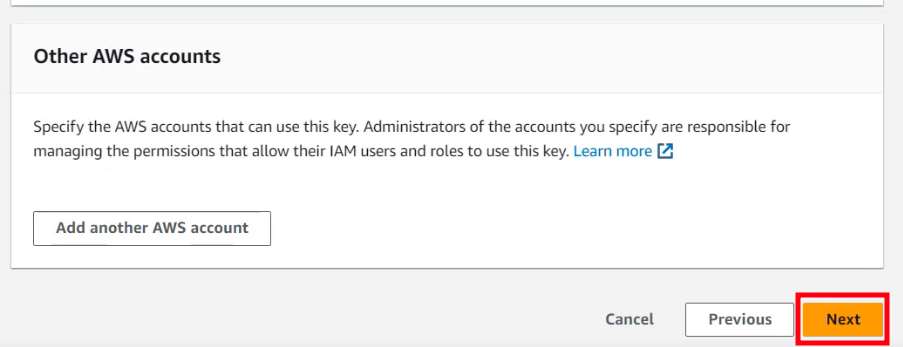 Other AWS accounts
Specify the AWS accounts that can use this key. Administrators of the accounts you specify are responsible for
managing the permissions that allow their IAM users and roles to use this key. Learn more
Add another AWS account
Cancel Previous Next